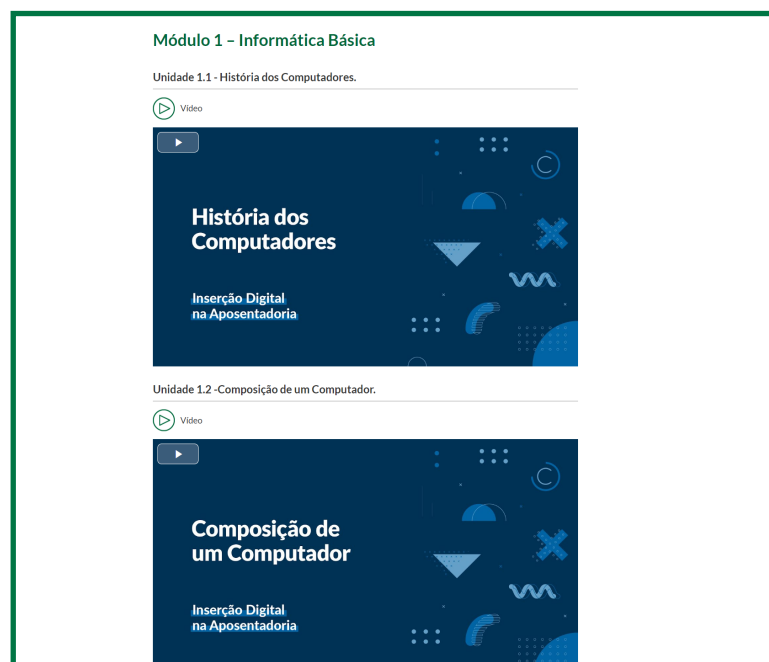 Módulo 1 – Informática Básica
Unidade 1.1 - História dos Computadores.
Vídeo
História dos
Computadores
Inserção Digital
na Aposentadoria
Unidade 1.2 -Composição de um Computador.
Vídeo
Composição de
um Computador
Inserção Digital
na Aposentadoria